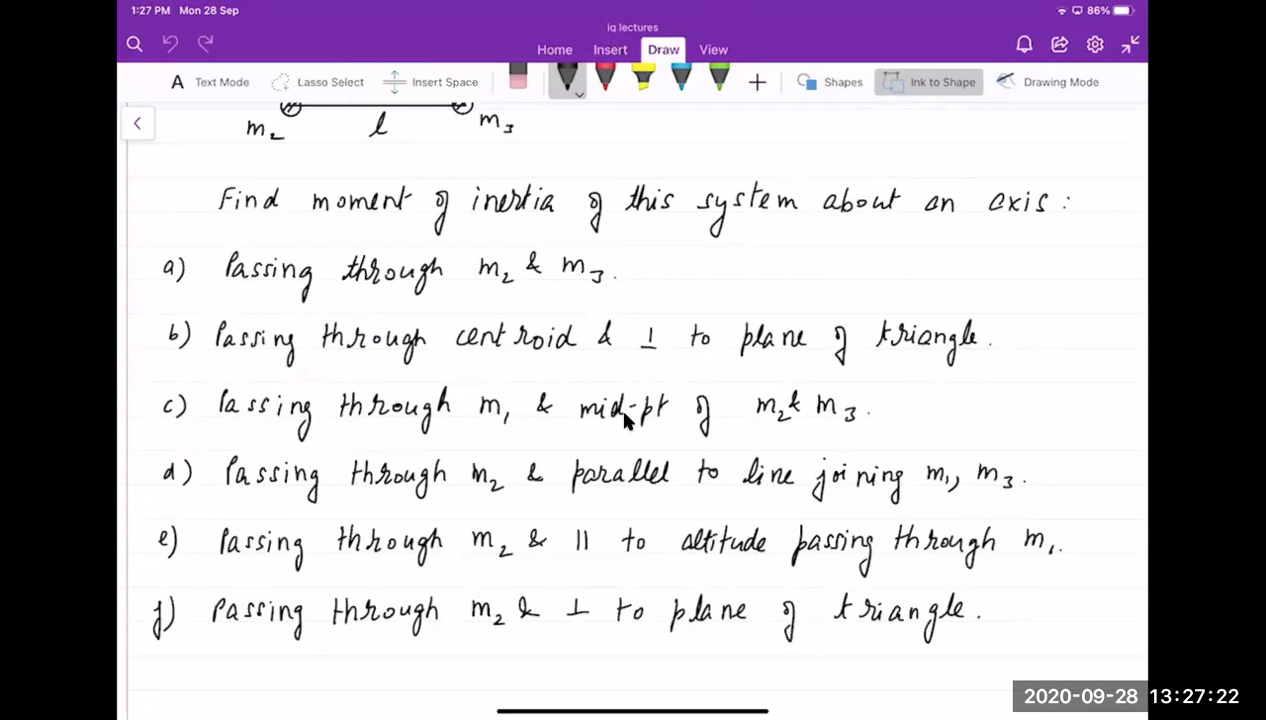 1:27 PM Mon 28 Sep
86%
iq lectures
Home Insert Draw View
Text Mode Lasso Select Insert Space Shapes Ink to Shape Drawing Mode
m₂ l m₃
Find moment of inertia of this system about an axis :
a) Passing through m₂ & m₃.
b) Passing through centroid & ⊥ to plane of triangle.
c) Passing through m₁ & mid-pt of m₂ & m₃.
d) Passing through m₂ & parallel to line joining m₁, m₃.
e) Passing through m₂ & || to altitude passing through m₁.
f) Passing through m₂ & ⊥ to plane of triangle.
2020-09-28 13:27:22